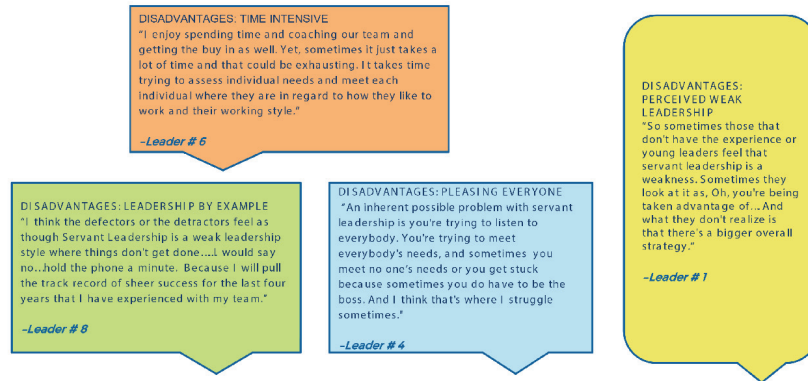 DISADVANTAGES: TIME INTENSIVE
"I enjoy spending time and coaching our team and
getting the buy in as well. Yet, sometimes it just takes a
lot of time and that could be exhausting. It takes time
trying to assess individual needs and meet each
individual where they are in regard to how they like to
work and their working style."
–Leader # 6
DISADVANTAGES: LEADERSHIP BY EXAMPLE
"I think the defectors or the detractors feel as
though Servant Leadership is a weak leadership
style where things don't get done....I would say
no...hold the phone a minute. Because I will pull
the track record of sheer success for the last four
years that I have experienced with my team."
–Leader # 8
DISADVANTAGES: PLEASING EVERYONE
"An inherent possible problem with servant
leadership is you're trying to listen to
everybody. You're trying to meet
everybody's needs, and sometimes you
meet no one's needs or you get stuck
because sometimes you do have to be the
boss. And I think that's where I struggle
sometimes."
–Leader # 4
DISADVANTAGES:
PERCEIVED WEAK
LEADERSHIP
"So sometimes those that
don't have the experience or
young leaders feel that
servant leadership is a
weakness. Sometimes they
look at it as, Oh, you're being
taken advantage of... And
what they don't realize is
that there's a bigger overall
strategy."
–Leader # 1